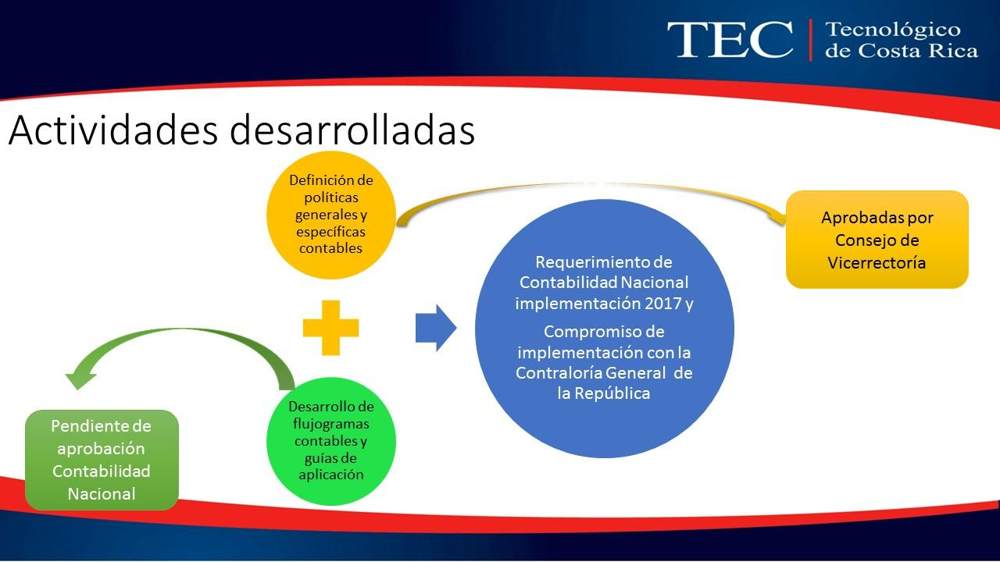 TEC
Tecnológico
de Costa Rica
Actividades desarrolladas
Definición de
políticas
generales y
específicas
contables
Aprobadas por
Consejo de
Vicerrectoría
Requerimiento de
Contabilidad Nacional
implementación 2017 y
Compromiso de
implementación con la
Contraloría General  de
la República
Desarrollo de
flujogramas
contables y
guías de
aplicación
Pendiente de
aprobación
Contabilidad
Nacional